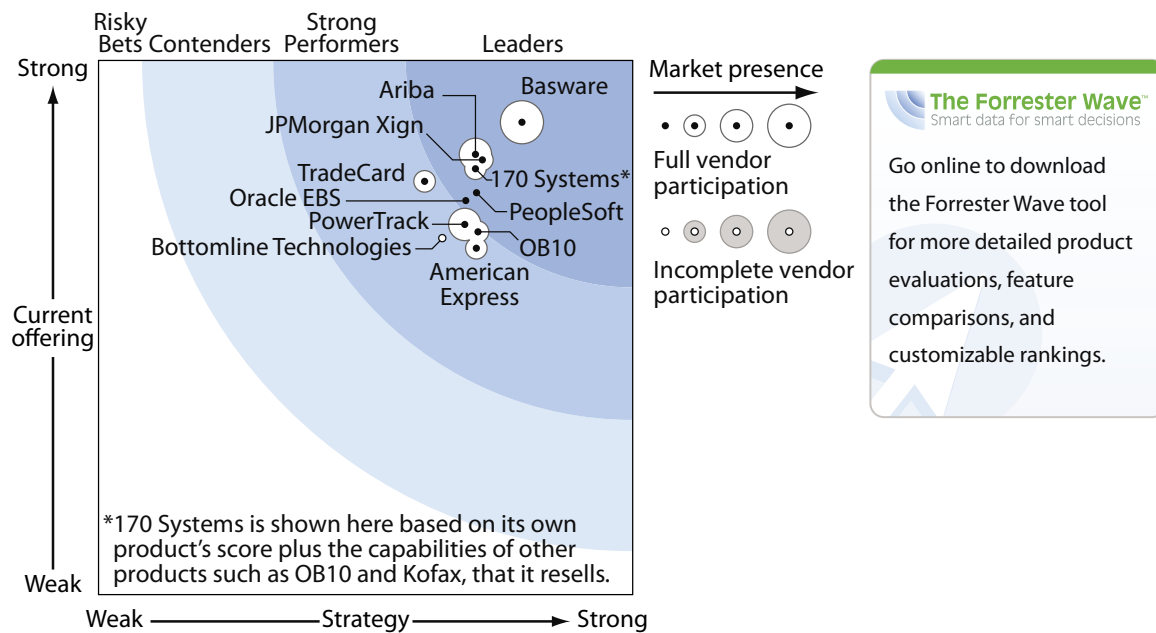 Risky
Bets
Contenders
Strong
Performers
Leaders
Strong
Current
offering
Weak
Ariba
Basware
JPMorgan Xign
TradeCard
170 Systems*
Oracle EBS
PeopleSoft
PowerTrack
Bottomline Technologies
OB10
American
Express
*170 Systems is shown here based on its own
product’s score plus the capabilities of other
products such as OB10 and Kofax, that it resells.
Weak
Strategy
Strong
Market presence
Full vendor
participation
Incomplete vendor
participation
The Forrester Wave™
Smart data for smart decisions
Go online to download
the Forrester Wave tool
for more detailed product
evaluations, feature
comparisons, and
customizable rankings.